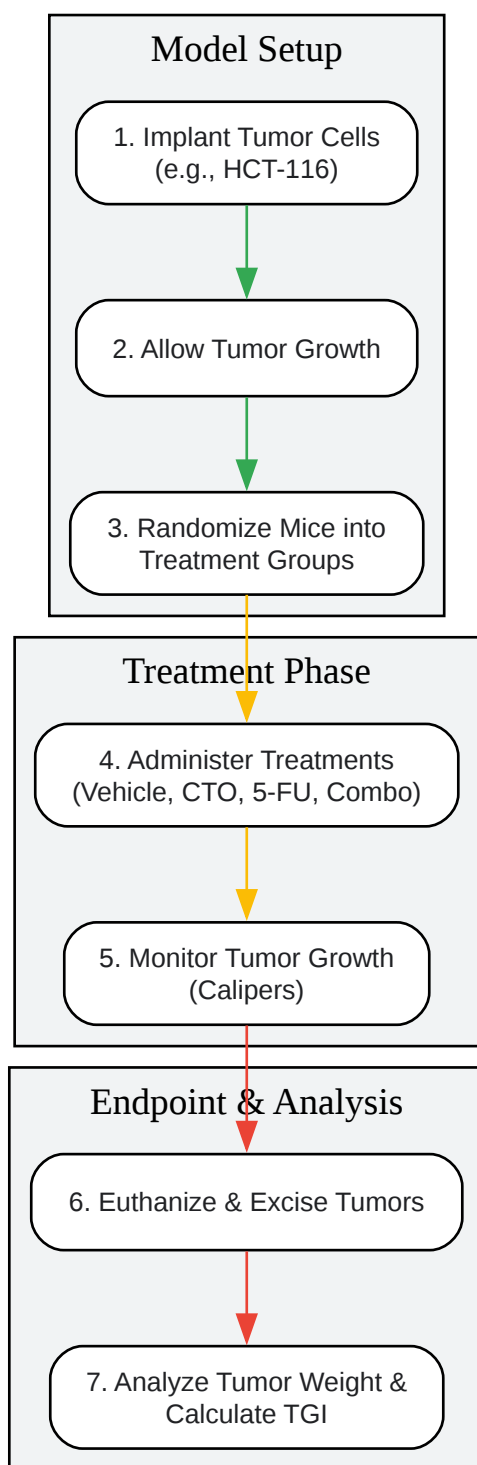 Model Setup
1. Implant Tumor Cells
(e.g., HCT-116)
2. Allow Tumor Growth
3. Randomize Mice into
Treatment Groups
Treatment Phase
4. Administer Treatments
(Vehicle, CTO, 5-FU, Combo)
5. Monitor Tumor Growth
(Calipers)
Endpoint & Analysis
6. Euthanize & Excise Tumors
7. Analyze Tumor Weight &
Calculate TGI